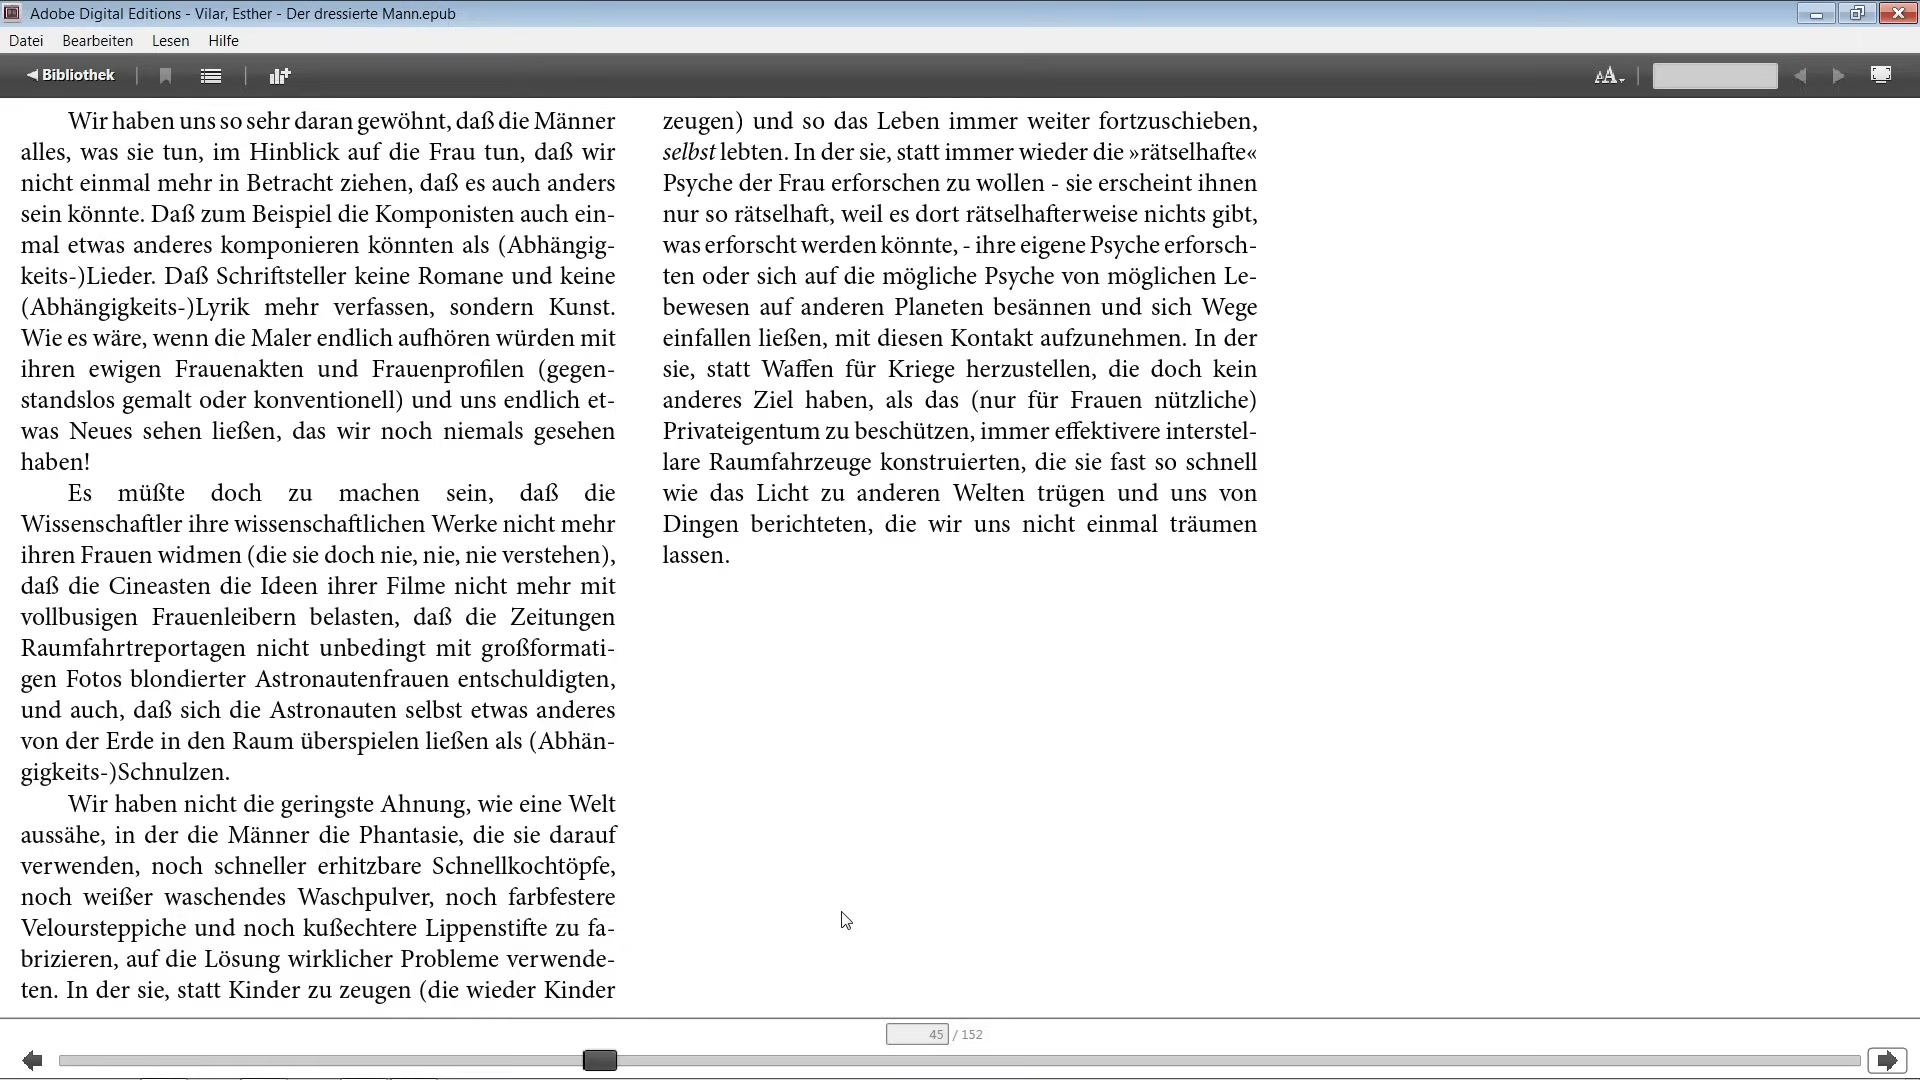 Adobe Digital Editions - Vilar, Esther - Der dressierte Mann.epub
Datei Bearbeiten Lesen Hilfe
Bibliothek
AA
Wir haben uns so sehr daran gewöhnt, daß die Männer
alles, was sie tun, im Hinblick auf die Frau tun, daß wir
nicht einmal mehr in Betracht ziehen, daß es auch anders
sein könnte. Daß zum Beispiel die Komponisten auch ein-
mal etwas anderes komponieren könnten als (Abhängig-
keits-)Lieder. Daß Schriftsteller keine Romane und keine
(Abhängigkeits-)Lyrik mehr verfassen, sondern Kunst.
Wie es wäre, wenn die Maler endlich aufhören würden mit
ihren ewigen Frauenakten und Frauenprofilen (gegen-
standslos gemalt oder konventionell) und uns endlich et-
was Neues sehen ließen, das wir noch niemals gesehen
haben!
Es müßte doch zu machen sein, daß die
Wissenschaftler ihre wissenschaftlichen Werke nicht mehr
ihren Frauen widmen (die sie doch nie, nie, nie verstehen),
daß die Cineasten die Ideen ihrer Filme nicht mehr mit
vollbusigen Frauenleibern belasten, daß die Zeitungen
Raumfahrtreportagen nicht unbedingt mit großformati-
gen Fotos blondierter Astronautenfrauen entschuldigten,
und auch, daß sich die Astronauten selbst etwas anderes
von der Erde in den Raum überspielen ließen als (Abhän-
gigkeits-)Schnulzen.
Wir haben nicht die geringste Ahnung, wie eine Welt
aussähe, in der die Männer die Phantasie, die sie darauf
verwenden, noch schneller erhitzbare Schnellkochtöpfe,
noch weißer waschendes Waschpulver, noch farbfestere
Veloursteppiche und noch kußechtere Lippenstifte zu fa-
brizieren, auf die Lösung wirklicher Probleme verwende-
ten. In der sie, statt Kinder zu zeugen (die wieder Kinder
zeugen) und so das Leben immer weiter fortzuschieben,
selbst lebten. In der sie, statt immer wieder die »rätselhafte«
Psyche der Frau erforschen zu wollen - sie erscheint ihnen
nur so rätselhaft, weil es dort rätselhafterweise nichts gibt,
was erforscht werden könnte, - ihre eigene Psyche erforsch-
ten oder sich auf die mögliche Psyche von möglichen Le-
bewesen auf anderen Planeten besännen und sich Wege
einfallen ließen, mit diesen Kontakt aufzunehmen. In der
sie, statt Waffen für Kriege herzustellen, die doch kein
anderes Ziel haben, als das (nur für Frauen nützliche)
Privateigentum zu beschützen, immer effektivere interstel-
lare Raumfahrzeuge konstruierten, die sie fast so schnell
wie das Licht zu anderen Welten trügen und uns von
Dingen berichteten, die wir uns nicht einmal träumen
lassen.
45 / 152